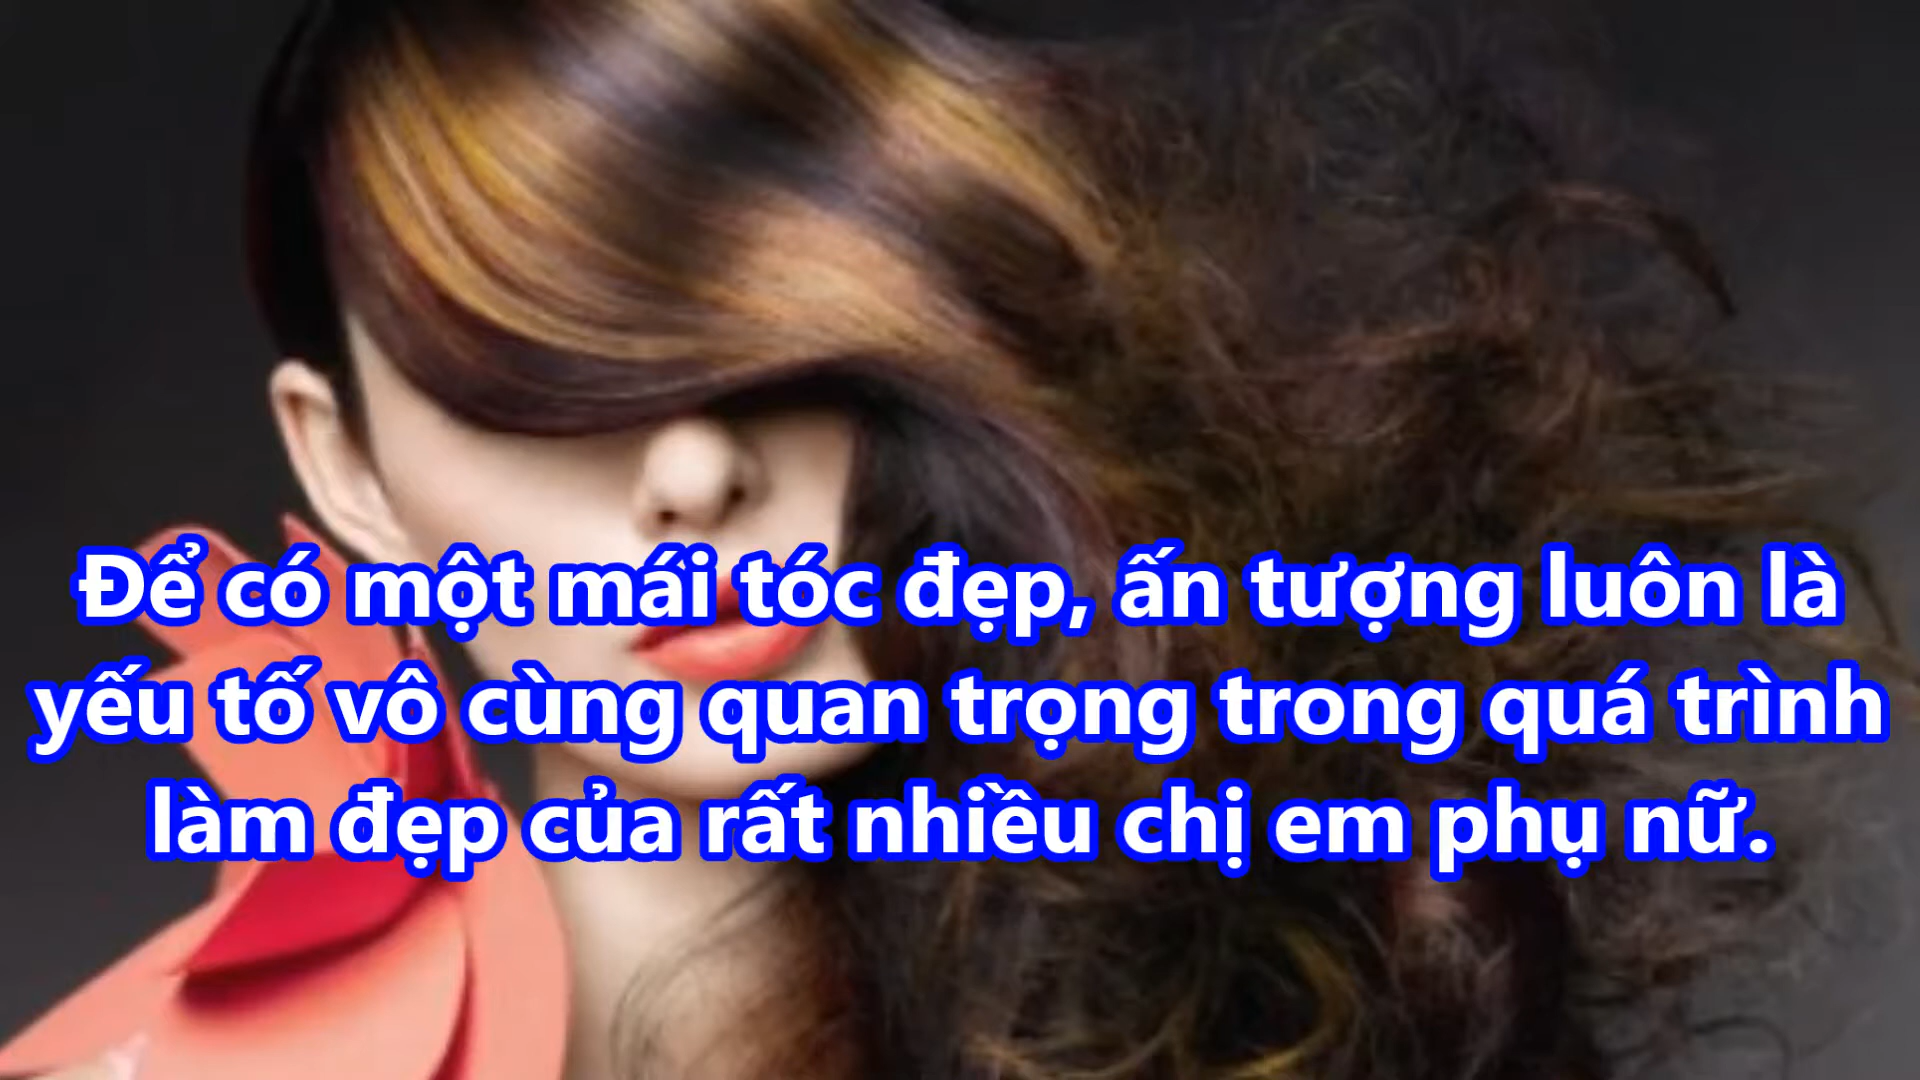 Để có một mái tóc đẹp, ấn tượng luôn là
yếu tố vô cùng quan trọng trong quá trình
làm đẹp của rất nhiều chị em phụ nữ.